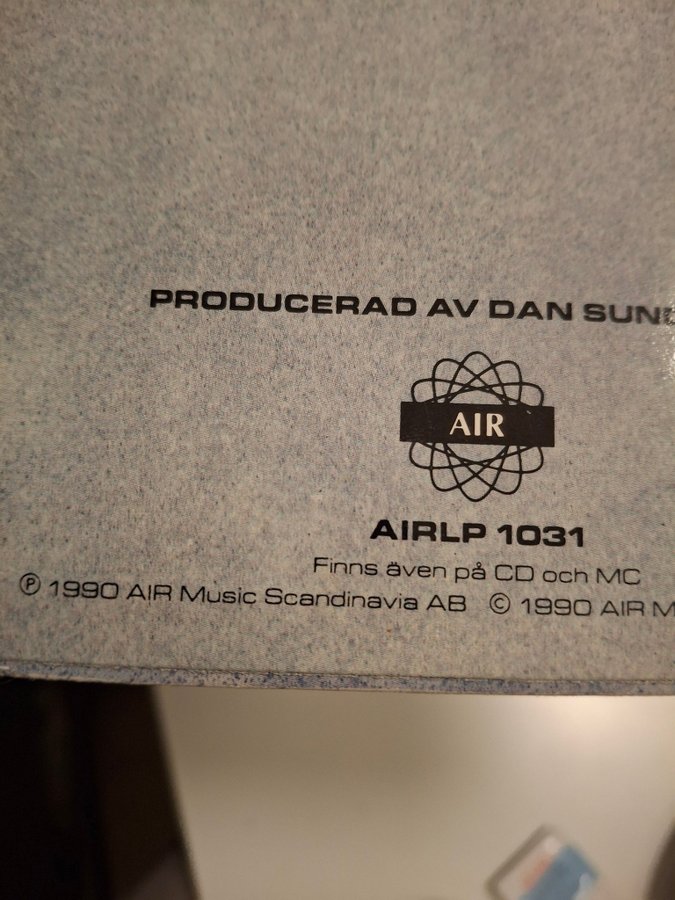 PRODUCERAD AV DAN
AIR
AIRLP 1031
Finns även på CD och MC
℗ 1990 AIR Music Scandinavia AB © 1990 AIR